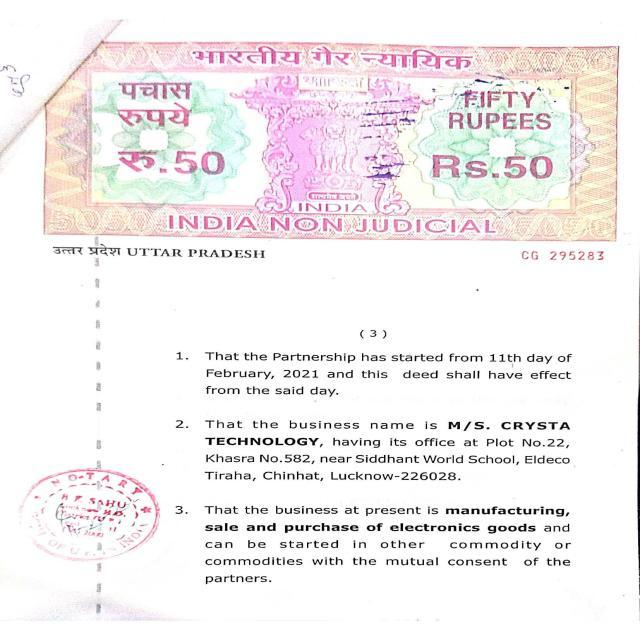 भारतीय गैर न्यायिक
पचास
रुपये
रु.50
FIFTY
RUPEES
Rs.50
INDIA
INDIA NON JUDICIAL
उत्तर प्रदेश UTTAR PRADESH
CG 295283
( 3 )
1. That the Partnership has started from 11th day of
February, 2021 and this deed shall have effect
from the said day.
2. That the business name is M/S. CRYSTA
TECHNOLOGY, having its office at Plot No.22,
Khasra No.582, near Siddhant World School, Eldeco
Tiraha, Chinhat, Lucknow-226028.
3. That the business at present is manufacturing,
sale and purchase of electronics goods and
can be started in other commodity or
commodities with the mutual consent of the
partners.
NOTARY
SAHU